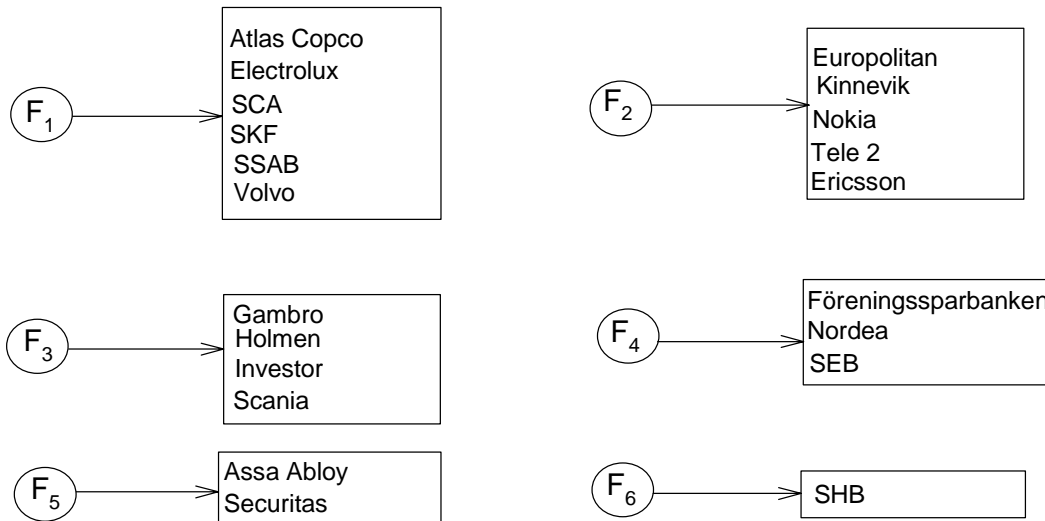 F1
Atlas Copco
Electrolux
SCA
SKF
SSAB
Volvo
F2
Europolitan
Kinnevik
Nokia
Tele 2
Ericsson
F3
Gambro
Holmen
Investor
Scania
F4
Föreningssparbanken
Nordea
SEB
F5
Assa Abloy
Securitas
F6
SHB